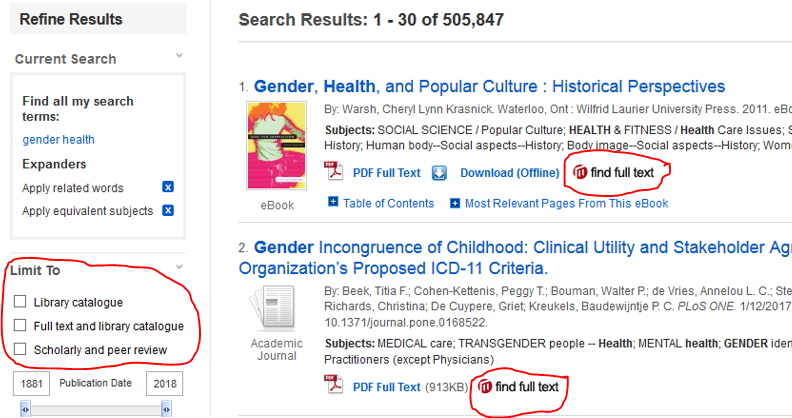 Refine Results
Current Search
Find all my search
terms:
gender health
Expanders
Apply related words
Apply equivalent subjects
Limit To
Library catalogue
Full text and library catalogue
Scholarly and peer review
1881 Publication Date 2018
Search Results: 1 - 30 of 505,847
1. Gender, Health, and Popular Culture : Historical Perspectives
By: Warsh, Cheryl Lynn Krasnick. Waterloo, Ont : Wilfrid Laurier University Press. 2011. eBo
Subjects: SOCIAL SCIENCE / Popular Culture; HEALTH & FITNESS / Health Care Issues; S
History; Human body--Social aspects--History; Body image--Social aspects--History; Wome
PDF Full Text Download (Offline) find full text
eBook
Table of Contents Most Relevant Pages From This eBook
2. Gender Incongruence of Childhood: Clinical Utility and Stakeholder Agr
Organization's Proposed ICD-11 Criteria.
By: Beek, Titia F.; Cohen-Kettenis, Peggy T.; Bouman, Walter P.; de Vries, Annelou L. C.; Ste
Richards, Christina; De Cuypere, Griet; Kreukels, Baudewijntje P. C. PLoS ONE. 1/12/2017
10.1371/journal.pone.0168522.
Academic
Journal
Subjects: MEDICAL care; TRANSGENDER people -- Health; MENTAL health; GENDER iden
Practitioners (except Physicians)
PDF Full Text (913KB) find full text